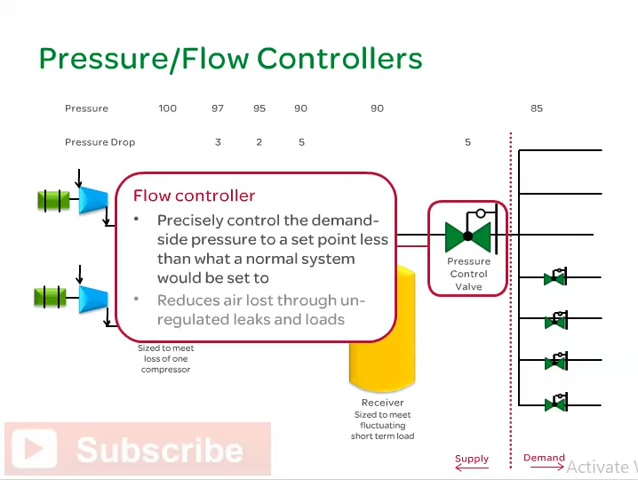 Pressure/Flow Controllers
Pressure 100 97 95 90 90 85
Pressure Drop 3 2 5 5
Flow controller
• Precisely control the demand-
side pressure to a set point less
than what a normal system
would be set to
• Reduces air lost through un-
regulated leaks and loads
Pressure
Control
Valve
Sized to meet
loss of one
compressor
Receiver
Sized to meet
fluctuating
short term load
Subscribe
Supply
Demand
Activate